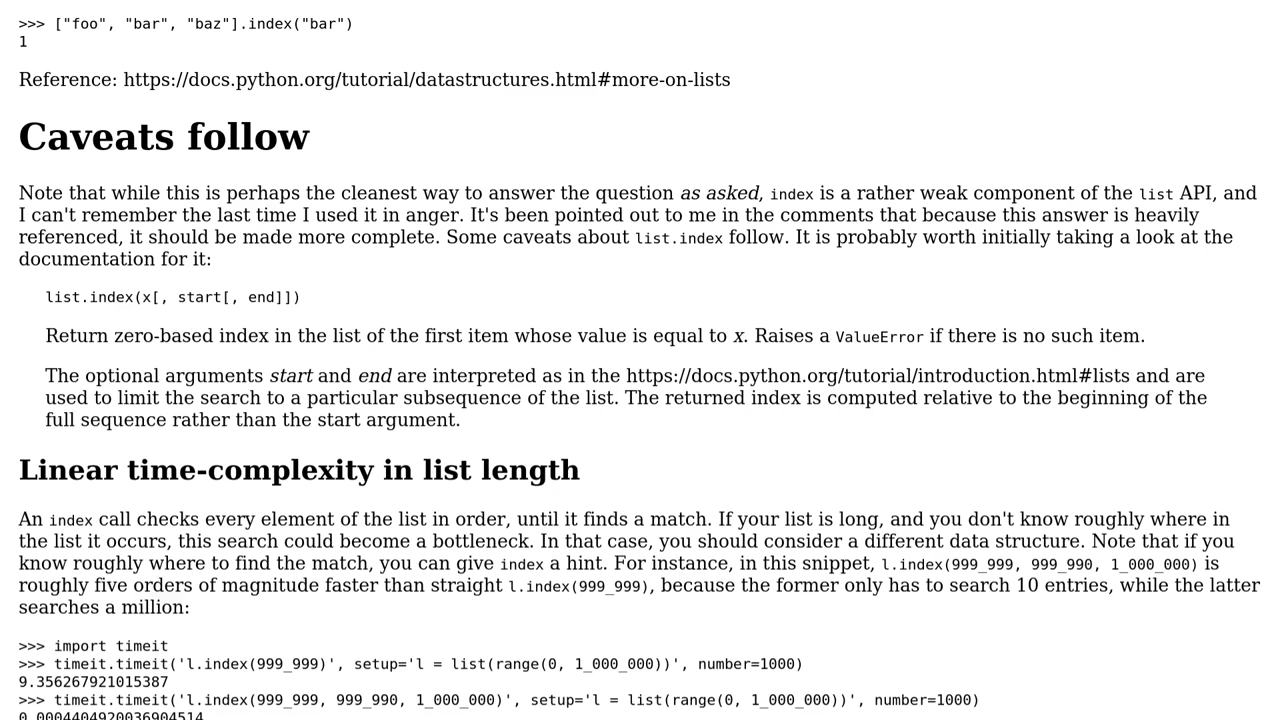 >>> ["foo", "bar", "baz"].index("bar")
1
Reference: https://docs.python.org/tutorial/datastructures.html#more-on-lists
Caveats follow
Note that while this is perhaps the cleanest way to answer the question as asked, index is a rather weak component of the list API, and
I can't remember the last time I used it in anger. It's been pointed out to me in the comments that because this answer is heavily
referenced, it should be made more complete. Some caveats about list.index follow. It is probably worth initially taking a look at the
documentation for it:
list.index(x[, start[, end]])
Return zero-based index in the list of the first item whose value is equal to x. Raises a ValueError if there is no such item.
The optional arguments start and end are interpreted as in the https://docs.python.org/tutorial/introduction.html#lists and are
used to limit the search to a particular subsequence of the list. The returned index is computed relative to the beginning of the
full sequence rather than the start argument.
Linear time-complexity in list length
An index call checks every element of the list in order, until it finds a match. If your list is long, and you don't know roughly where in
the list it occurs, this search could become a bottleneck. In that case, you should consider a different data structure. Note that if you
know roughly where to find the match, you can give index a hint. For instance, in this snippet, l.index(999_999, 999_990, 1_000_000) is
roughly five orders of magnitude faster than straight l.index(999_999), because the former only has to search 10 entries, while the latter
searches a million:
>>> import timeit
>>> timeit.timeit('l.index(999_999)', setup='l = list(range(0, 1_000_000))', number=1000)
9.356267921015387
>>> timeit.timeit('l.index(999_999, 999_990, 1_000_000)', setup='l = list(range(0, 1_000_000))', number=1000)
0.0004404920036904514